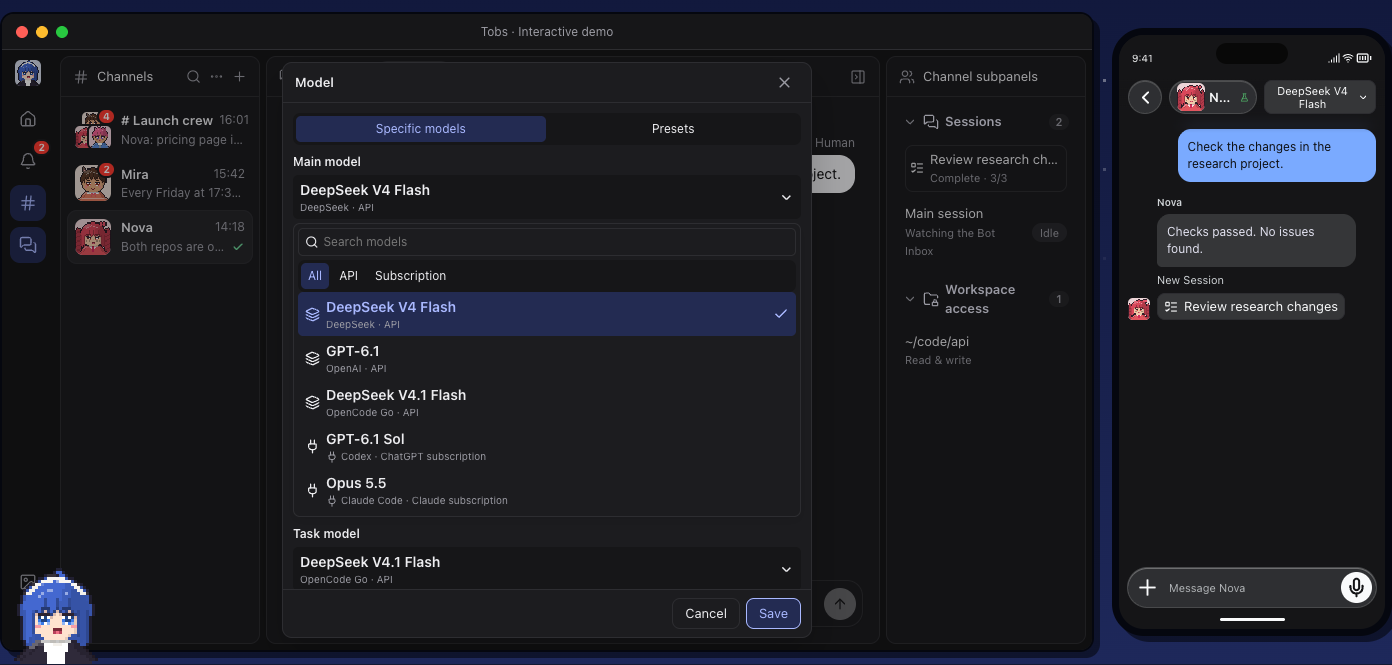 Tobs · Interactive demo
Channels
4
# Launch crew 16:01
Nova: pricing page i...
2
2
Mira 15:42
Every Friday at 17:3...
Nova 14:18
Both repos are o...
Model
Specific models
Presets
Main model
DeepSeek V4 Flash
DeepSeek · API
Search models
All
API
Subscription
DeepSeek V4 Flash
DeepSeek · API
GPT-6.1
OpenAI · API
DeepSeek V4.1 Flash
OpenCode Go · API
GPT-6.1 Sol
Codex · ChatGPT subscription
Opus 5.5
Claude Code · Claude subscription
Task model
DeepSeek V4.1 Flash
OpenCode Go · API
Cancel
Save
Human
ject.
Channel subpanels
Sessions 2
Review research ch...
Complete · 3/3
Main session
Watching the Bot
Inbox
Idle
Workspace
access
1
~/code/api
Read & write
9:41
N...
DeepSeek V4
Flash
Check the changes in the
research project.
Nova
Checks passed. No issues
found.
New Session
Review research changes
Message Nova